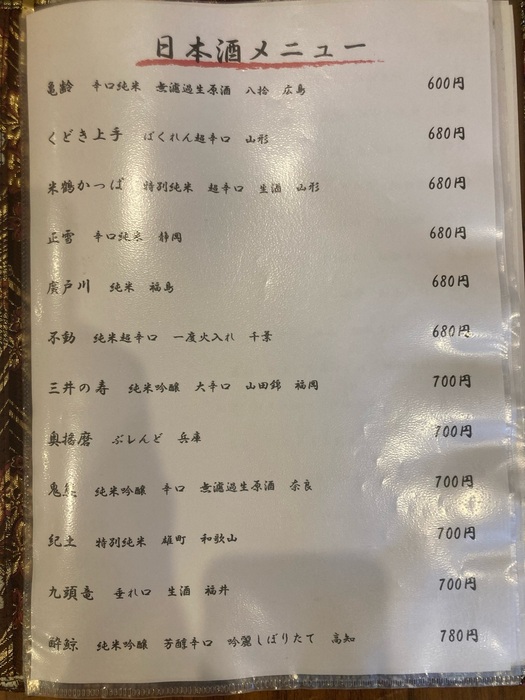 日本酒メニュー
亀齢 辛口純米 無濾過生原酒 八拾 広島 600円
くどき上手 ばくれん超辛口 山形 680円
米鶴かっぱ 特別純米 超辛口 生酒 山形 680円
正雪 辛口純米 静岡 680円
廣戸川 純米 福島 680円
不動 純米超辛口 一度火入れ 千葉 680円
三井の寿 純米吟醸 大辛口 山田錦 福岡 700円
奥播磨 ぶレんど 兵庫 700円
純米吟醸 辛口 無濾過生原酒 奈良 700円
紀土 特別純米 雄町 和歌山 700円
九頭竜 垂れ口 生酒 福井 700円
酔鯨 純米吟醸 芳醇辛口 吟麗しぼりたて 高知 780円